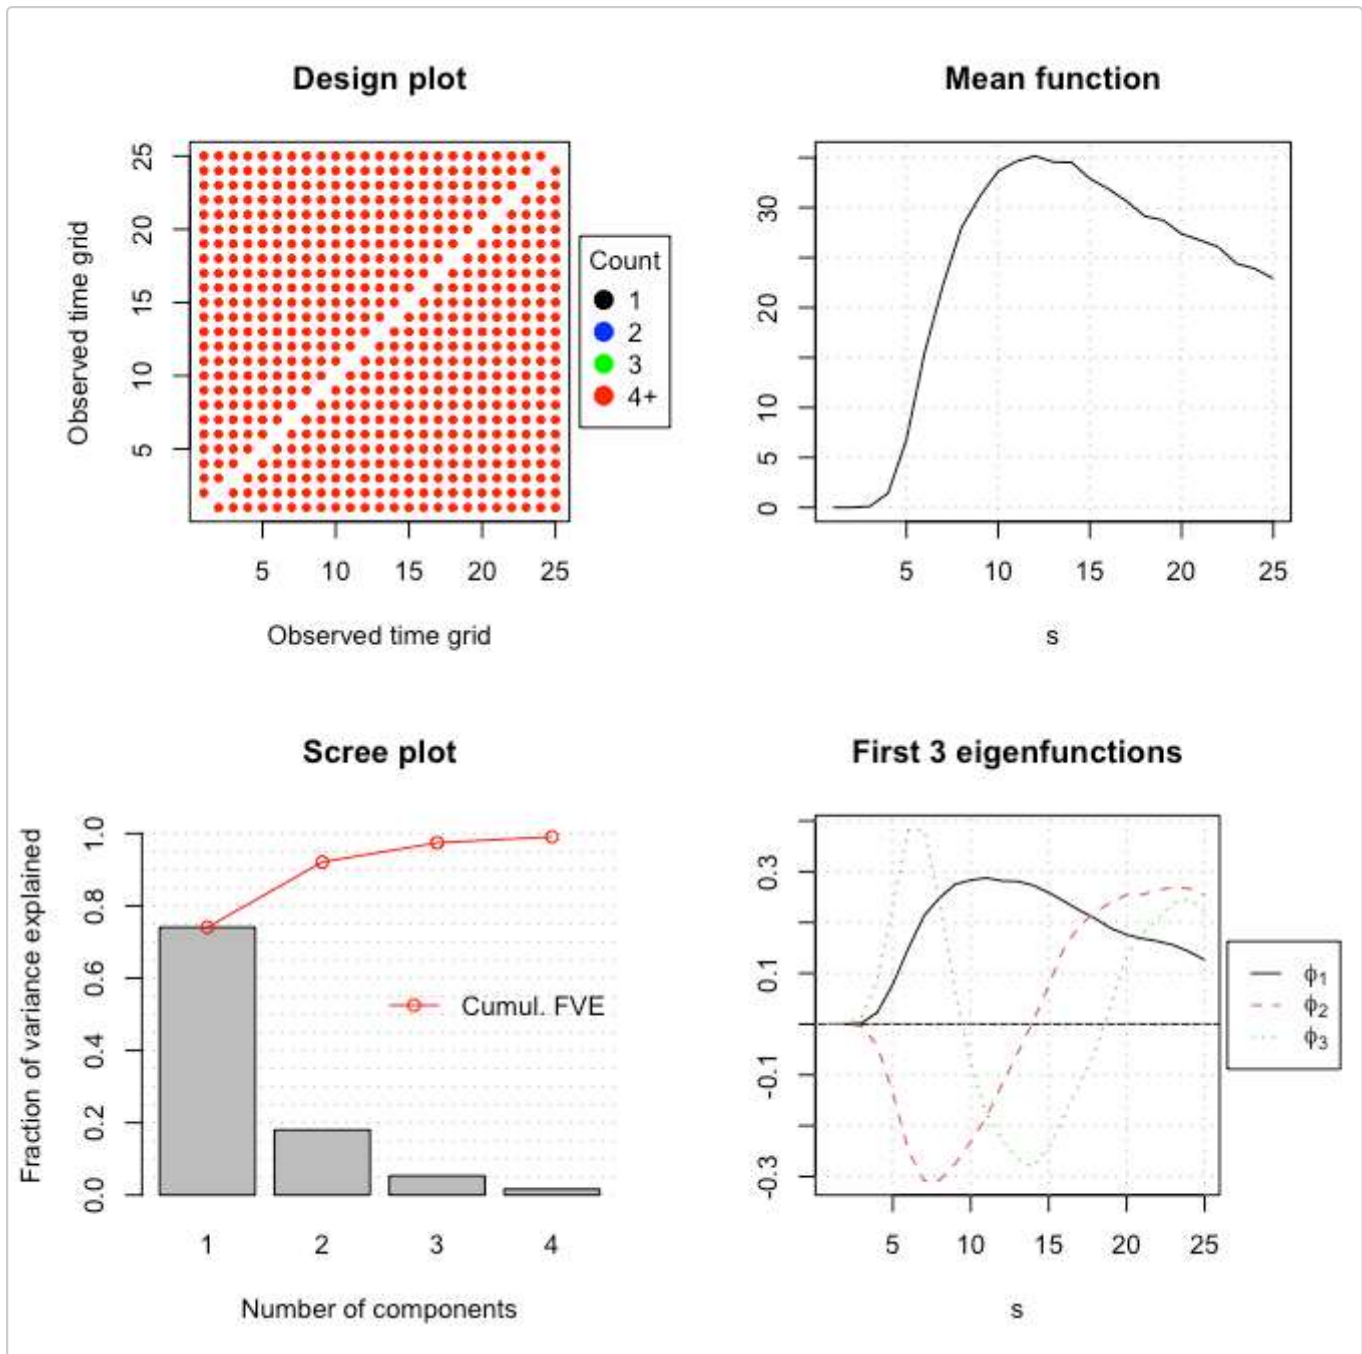 Design plot
Observed time grid
25
20
15
10
5
5 10 15 20 25
Observed time grid
Count
1
2
3
4+
Mean function
30
20
10
5
0
5 10 15 20 25
s
Scree plot
Fraction of variance explained
1.0
0.8
0.6
0.4
0.2
0.0
Cumul. FVE
1 2 3 4
Number of components
First 3 eigenfunctions
0.3
0.1
-0.1
-0.3
5 10 15 20 25
s
ϕ1
ϕ2
ϕ3